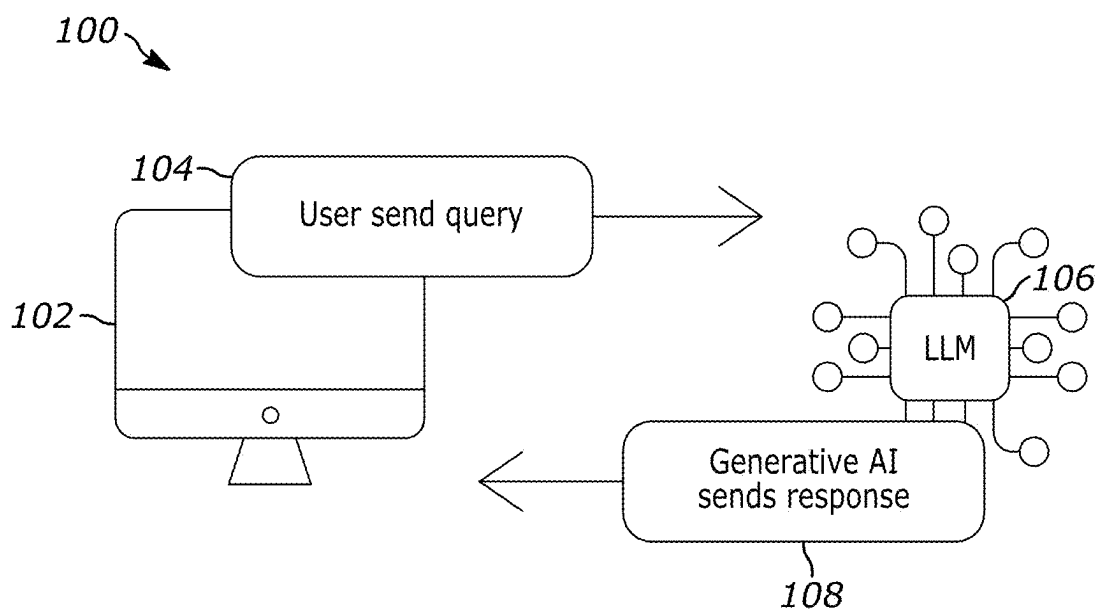 100
104
User send query
102
106
LLM
Generative AI
sends response
108